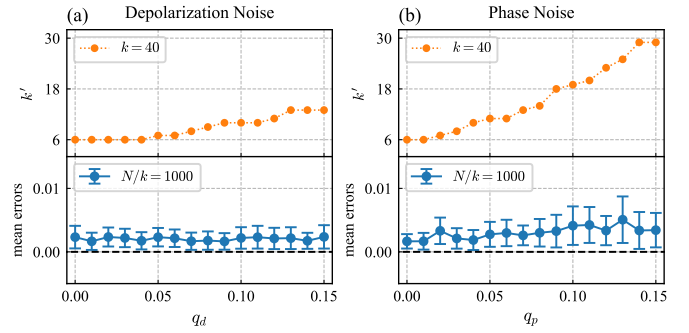 (a) Depolarization Noise
k = 40
30
18
6
k′
N/k = 1000
0.01
0.00
mean errors
0.00 0.05 0.10 0.15
q_d
(b) Phase Noise
k = 40
30
18
6
k′
N/k = 1000
0.01
0.00
mean errors
0.00 0.05 0.10 0.15
q_p